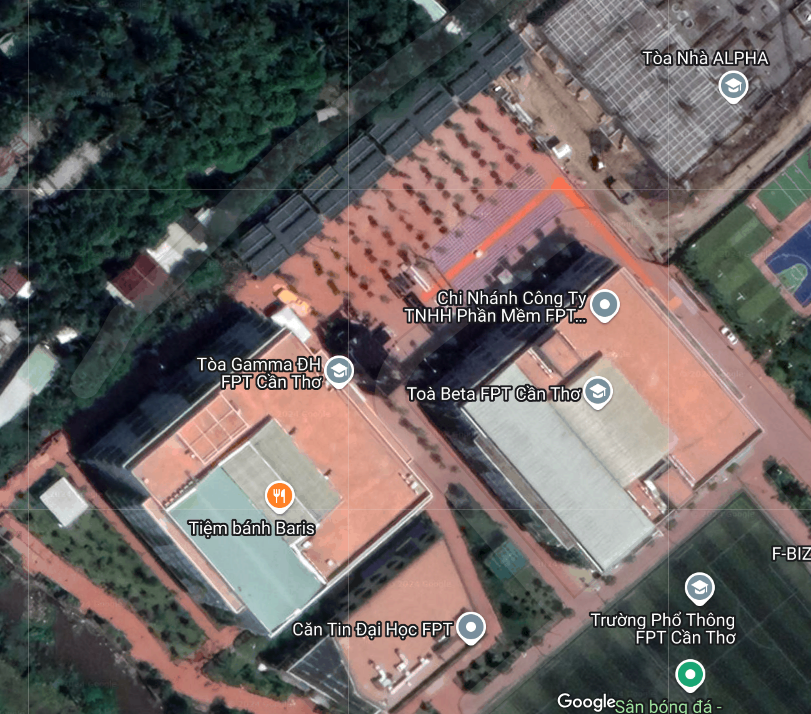 Tòa Nhà ALPHA
Chi Nhánh Công Ty
TNHH Phần Mềm FPT...
Tòa Gamma ĐH
FPT Cần Thơ
Toà Beta FPT Cần Thơ
Tiệm bánh Baris
F-BIZ
Trường Phổ Thông
FPT Cần Thơ
Căn Tin Đại Học FPT
Google
Sân bóng đá -